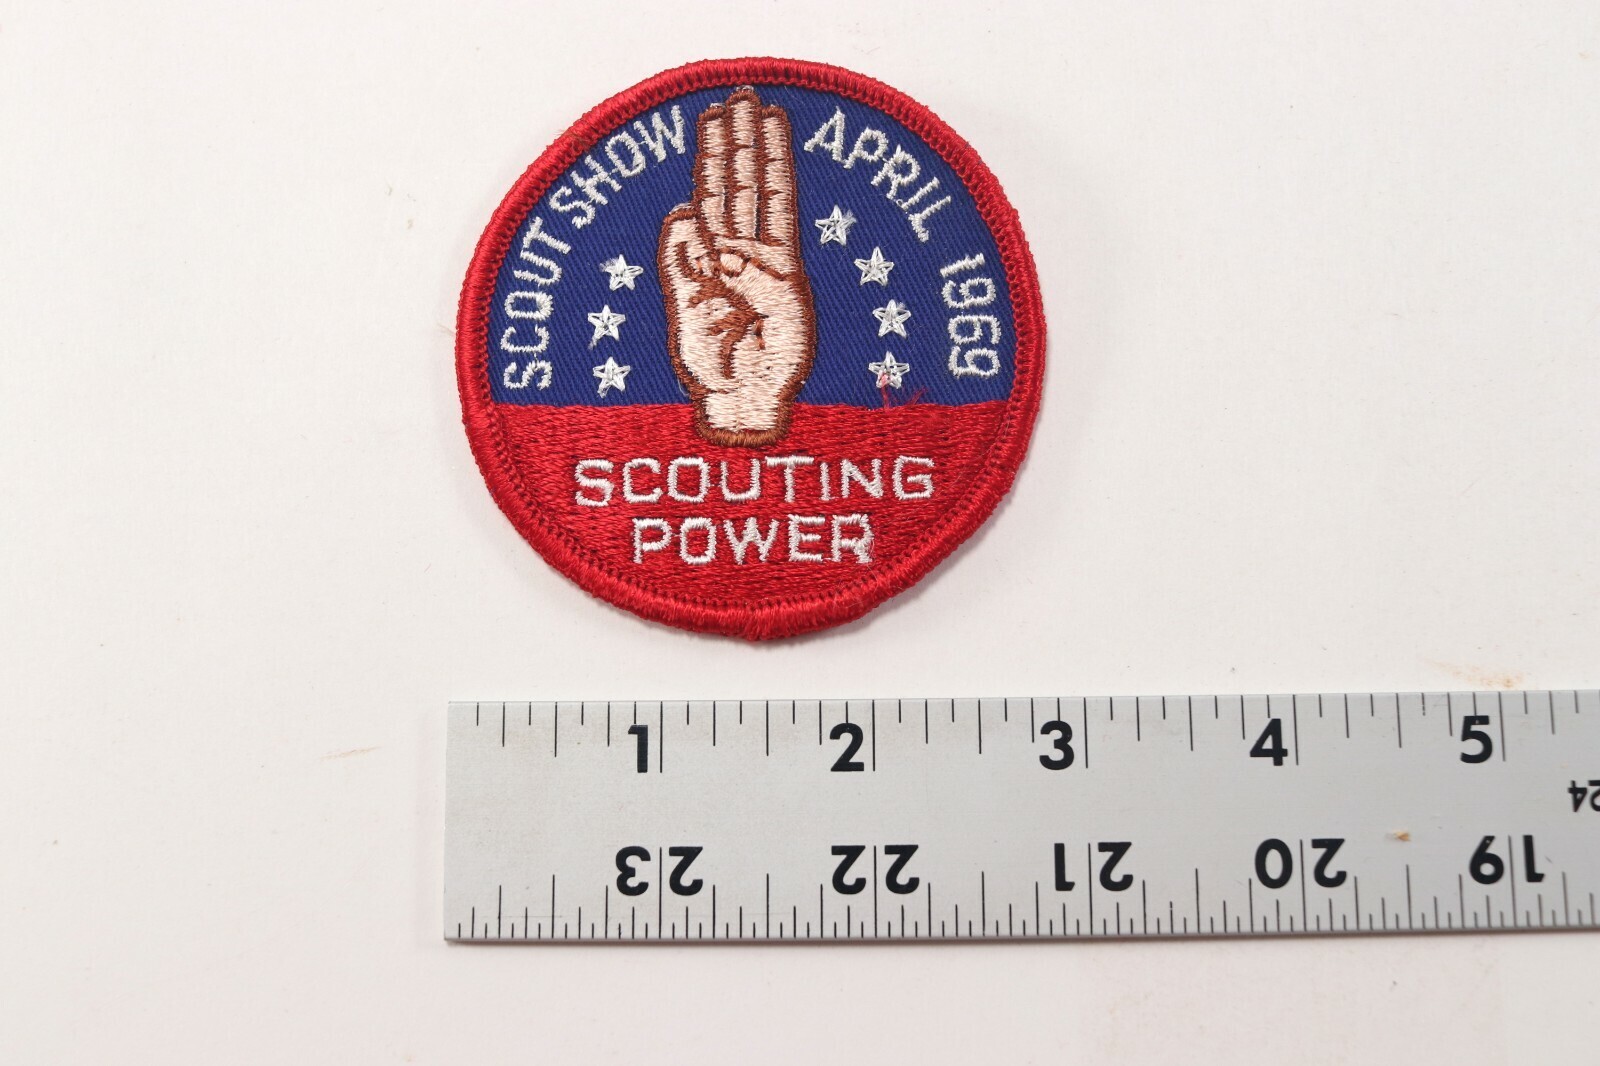 SCOUT SHOW APRIL 1969
SCOUTING
POWER
1 2 3 4 5
24
23 22 21 20 19